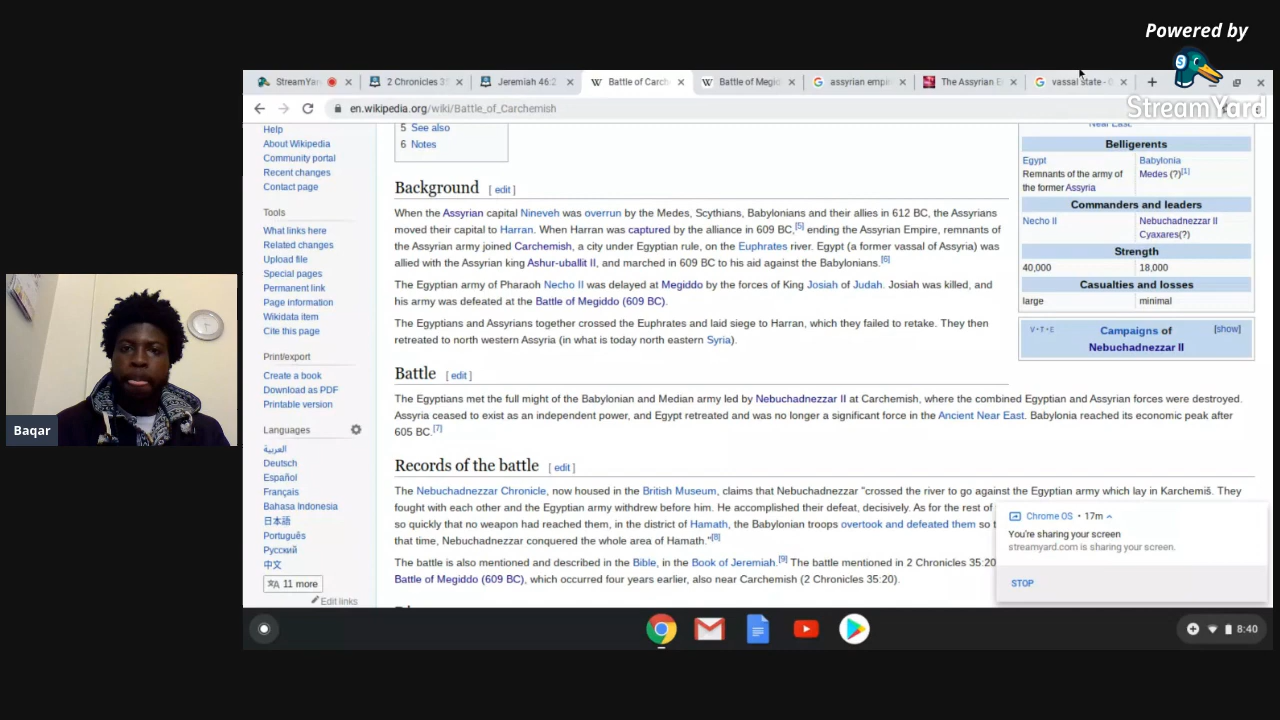 Powered by
StreamYard
StreamYar
2 Chronicles 35
Jeremiah 46:2
Battle of Carch
Battle of Megid
assyrian empir
The Assyrian E
vassal state - G
en.wikipedia.org/wiki/Battle_of_Carchemish
Help
About Wikipedia
Community portal
Recent changes
Contact page
Tools
What links here
Related changes
Upload file
Special pages
Permanent link
Page information
Wikidata item
Cite this page
Print/export
Create a book
Download as PDF
Printable version
Languages
العربية
Deutsch
Español
Français
Bahasa Indonesia
日本語
Português
Русский
中文
11 more
Edit links
5 See also
6 Notes
Background [ edit ]
When the Assyrian capital Nineveh was overrun by the Medes, Scythians, Babylonians and their allies in 612 BC, the Assyrians
moved their capital to Harran. When Harran was captured by the alliance in 609 BC,[5] ending the Assyrian Empire, remnants of
the Assyrian army joined Carchemish, a city under Egyptian rule, on the Euphrates river. Egypt (a former vassal of Assyria) was
allied with the Assyrian king Ashur-uballit II, and marched in 609 BC to his aid against the Babylonians.[6]
The Egyptian army of Pharaoh Necho II was delayed at Megiddo by the forces of King Josiah of Judah. Josiah was killed, and
his army was defeated at the Battle of Megiddo (609 BC).
The Egyptians and Assyrians together crossed the Euphrates and laid siege to Harran, which they failed to retake. They then
retreated to north western Assyria (in what is today north eastern Syria).
Battle [ edit ]
The Egyptians met the full might of the Babylonian and Median army led by Nebuchadnezzar II at Carchemish, where the combined Egyptian and Assyrian forces were destroyed.
Assyria ceased to exist as an independent power, and Egypt retreated and was no longer a significant force in the Ancient Near East. Babylonia reached its economic peak after
605 BC.[7]
Records of the battle [ edit ]
The Nebuchadnezzar Chronicle, now housed in the British Museum, claims that Nebuchadnezzar "crossed the river to go against the Egyptian army which lay in Karchemiš. They
fought with each other and the Egyptian army withdrew before him. He accomplished their defeat, decisively. As for the rest of
so quickly that no weapon had reached them, in the district of Hamath, the Babylonian troops overtook and defeated them so t
that time, Nebuchadnezzar conquered the whole area of Hamath."[8]
The battle is also mentioned and described in the Bible, in the Book of Jeremiah.[9] The battle mentioned in 2 Chronicles 35:20
Battle of Megiddo (609 BC), which occurred four years earlier, also near Carchemish (2 Chronicles 35:20).
Near East.
Belligerents
Egypt
Remnants of the army of
the former Assyria
Babylonia
Medes (?)[1]
Commanders and leaders
Necho II
Nebuchadnezzar II
Cyaxares(?)
Strength
40,000 18,000
Casualties and losses
large minimal
V · T · E
Campaigns of
Nebuchadnezzar II
[show]
Chrome OS • 17m
You're sharing your screen
streamyard.com is sharing your screen.
STOP
8:40
Baqar